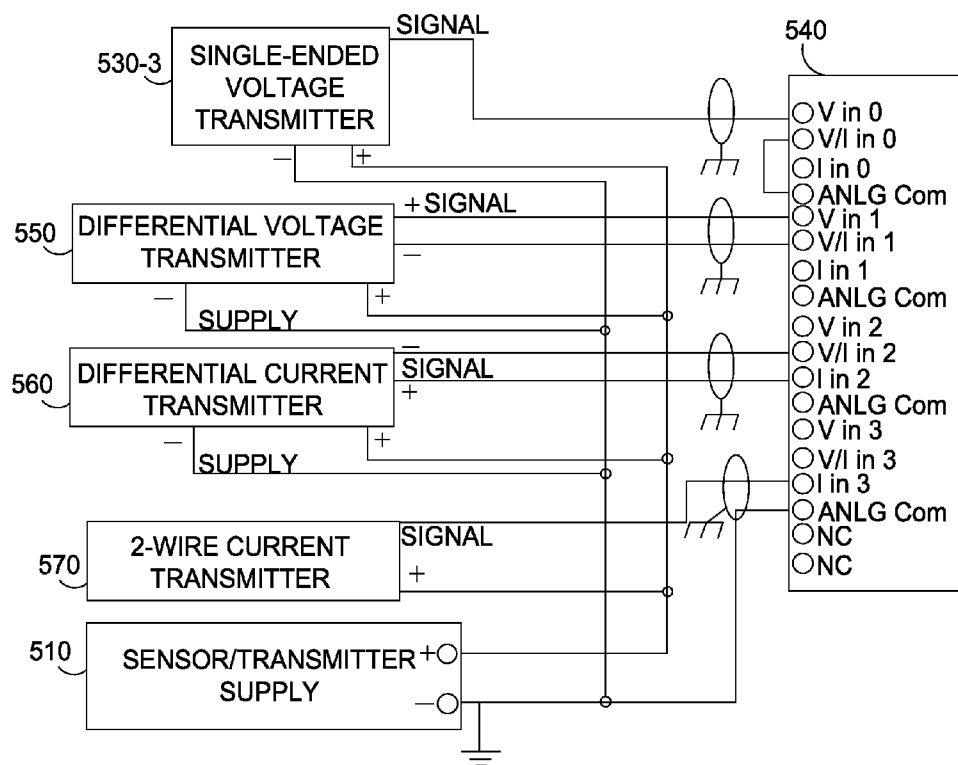 SIGNAL
540
530-3
SINGLE-ENDED
VOLTAGE
TRANSMITTER
− +
V in 0
V/I in 0
I in 0
ANLG Com
V in 1
V/I in 1
I in 1
ANLG Com
V in 2
V/I in 2
I in 2
ANLG Com
V in 3
V/I in 3
I in 3
ANLG Com
NC
NC
550
DIFFERENTIAL VOLTAGE
TRANSMITTER
+ SIGNAL
−
− +
SUPPLY
560
DIFFERENTIAL CURRENT
TRANSMITTER
−
SIGNAL
+
− +
SUPPLY
570
2-WIRE CURRENT
TRANSMITTER
SIGNAL
+
510
SENSOR/TRANSMITTER
SUPPLY
+
−